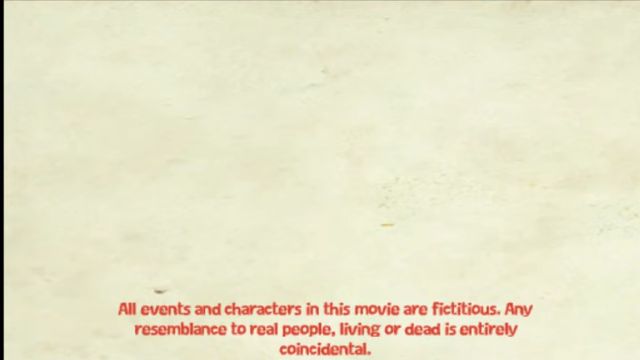 All events and characters in this movie are fictitious. Any
resemblance to real people, living or dead is entirely
coincidental.